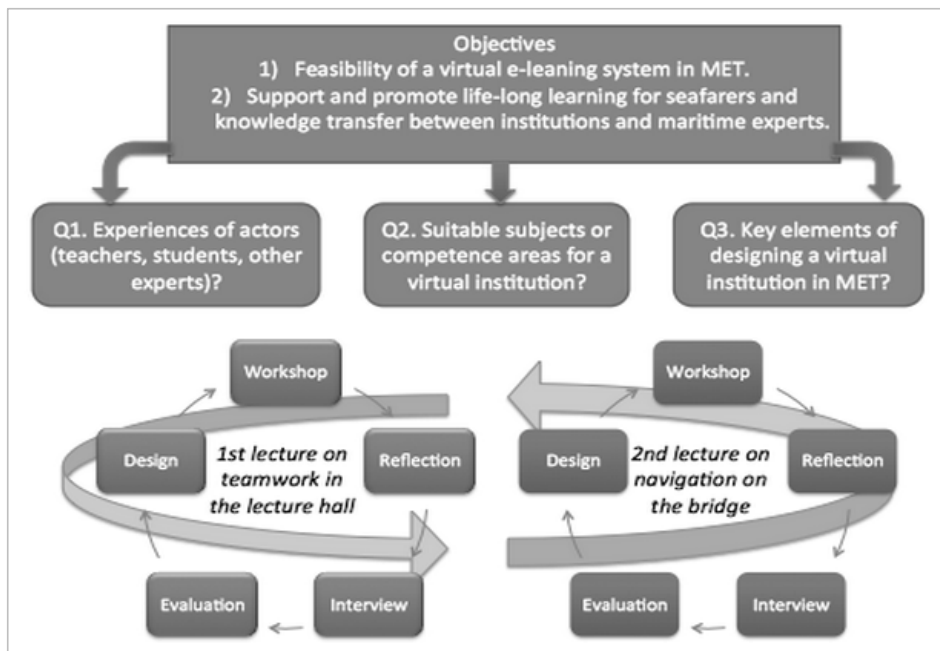 Objectives
1) Feasibility of a virtual e-leaning system in MET.
2) Support and promote life-long learning for seafarers and
knowledge transfer between institutions and maritime experts.
Q1. Experiences of actors
(teachers, students, other
experts)?
Q2. Suitable subjects or
competence areas for a
virtual institution?
Q3. Key elements of
designing a virtual
institution in MET?
Workshop
Design
1st lecture on
teamwork in
the lecture hall
Reflection
Evaluation
Interview
Workshop
Design
2nd lecture on
navigation on
the bridge
Reflection
Evaluation
Interview